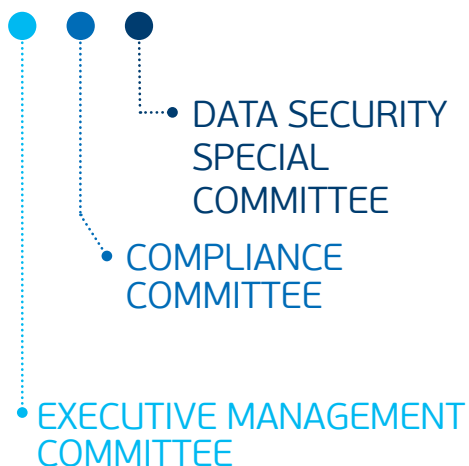 DATA SECURITY
SPECIAL
COMMITTEE
COMPLIANCE
COMMITTEE
EXECUTIVE MANAGEMENT
COMMITTEE